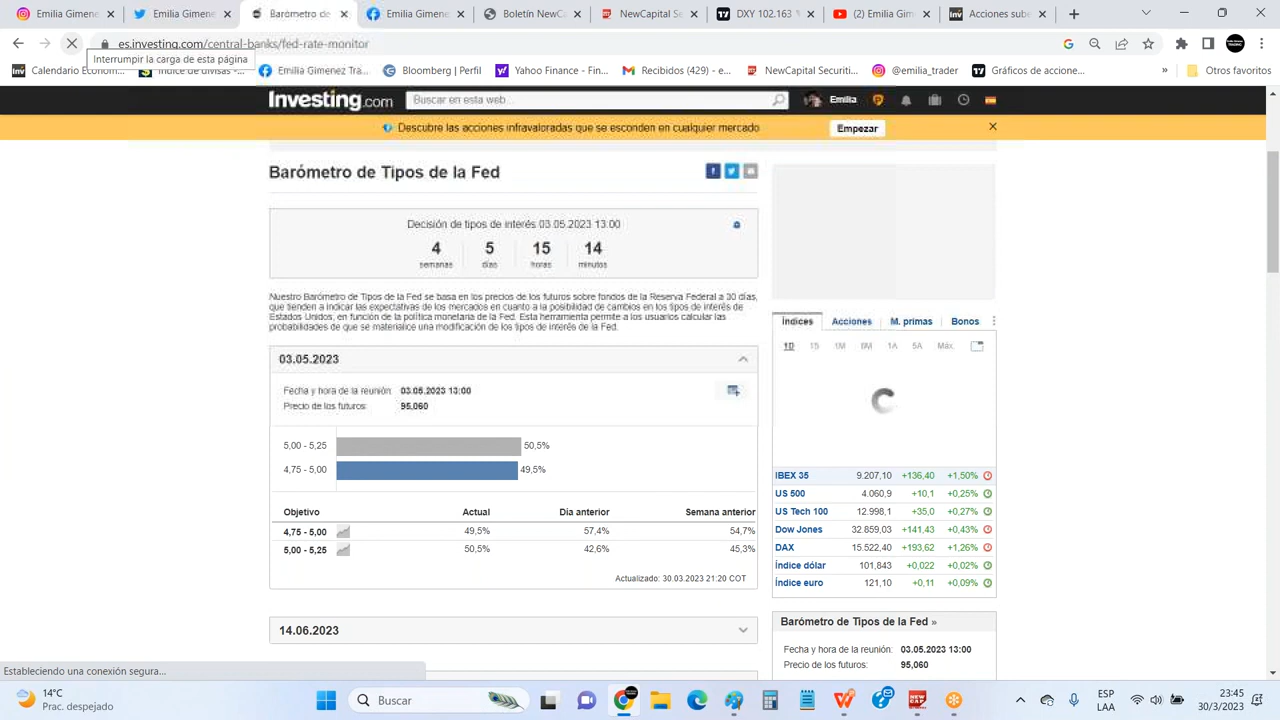 Emilia Gimenez
Emilia Gimene
Barómetro de
Emilia Gimene
Boletín NewCa
NewCapital Se
DXY 102.163
(2) Emilia Gim
Acciones sube
es.investing.com/central-banks/fed-rate-monitor
Interrumpir la carga de esta página
Calendario Econom...
Índice de divisas -...
Emilia Gimenez Tra...
Bloomberg | Perfil
Yahoo Finance - Fin...
Recibidos (429) - e...
NewCapital Securiti...
@emilia_trader
Gráficos de accione...
»
Otros favoritos
Investing.com
Buscar en esta web...
Emilia
Descubre las acciones infravaloradas que se esconden en cualquier mercado
Empezar
Barómetro de Tipos de la Fed
Decisión de tipos de interés 03.05.2023 13:00
4 5 15 14
semanas días horas minutos
Nuestro Barómetro de Tipos de la Fed se basa en los precios de los futuros sobre fondos de la Reserva Federal a 30 días,
que tienden a indicar las expectativas de los mercados en cuanto a la posibilidad de cambios en los tipos de interés de
Estados Unidos, en función de la política monetaria de la Fed. Esta herramienta permite a los usuarios calcular las
probabilidades de que se materialice una modificación de los tipos de interés de la Fed.
03.05.2023
Fecha y hora de la reunión: 03.05.2023 13:00
Precio de los futuros: 95,060
5,00 - 5,25 50,5%
4,75 - 5,00 49,5%
Objetivo Actual Día anterior Semana anterior
4,75 - 5,00 49,5% 57,4% 54,7%
5,00 - 5,25 50,5% 42,6% 45,3%
Actualizado: 30.03.2023 21:20 COT
14.06.2023
Índices Acciones M. primas Bonos
1D 1S 1M 6M 1A 5A Máx.
IBEX 35 9.207,10 +136,40 +1,50%
US 500 4.060,9 +10,1 +0,25%
US Tech 100 12.998,1 +35,0 +0,27%
Dow Jones 32.859,03 +141,43 +0,43%
DAX 15.522,40 +193,62 +1,26%
Índice dólar 101,843 +0,022 +0,02%
Índice euro 121,10 +0,11 +0,09%
Barómetro de Tipos de la Fed »
Fecha y hora de la reunión: 03.05.2023 13:00
Precio de los futuros: 95,060
Estableciendo una conexión segura...
14°C
Prac. despejado
Buscar
ESP
LAA
23:45
30/3/2023